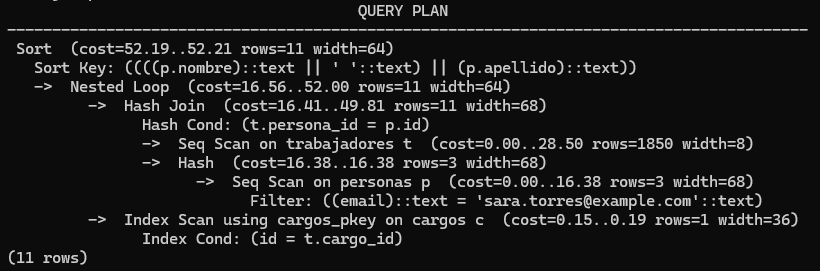 QUERY PLAN
-----------------------------------------------------------------------------------------
Sort  (cost=52.19..52.21 rows=11 width=64)
  Sort Key: ((((p.nombre)::text || ' '::text) || (p.apellido)::text))
  ->  Nested Loop  (cost=16.56..52.00 rows=11 width=64)
        ->  Hash Join  (cost=16.41..49.81 rows=11 width=68)
              Hash Cond: (t.persona_id = p.id)
              ->  Seq Scan on trabajadores t  (cost=0.00..28.50 rows=1850 width=8)
              ->  Hash  (cost=16.38..16.38 rows=3 width=68)
                    ->  Seq Scan on personas p  (cost=0.00..16.38 rows=3 width=68)
                          Filter: ((email)::text = 'sara.torres@example.com'::text)
        ->  Index Scan using cargos_pkey on cargos c  (cost=0.15..0.19 rows=1 width=36)
              Index Cond: (id = t.cargo_id)
(11 rows)